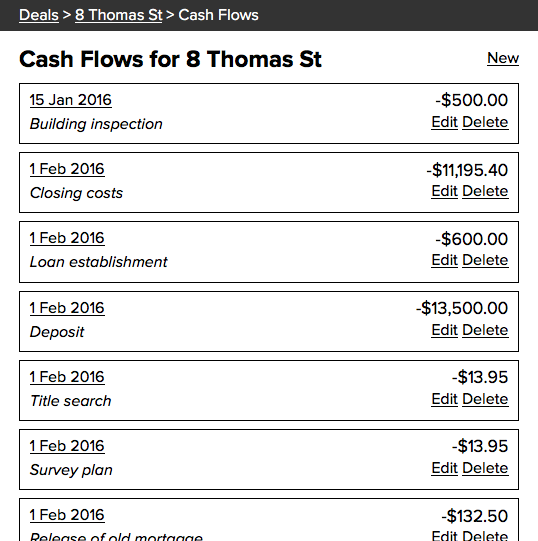 Deals > 8 Thomas St > Cash Flows
Cash Flows for 8 Thomas St New
15 Jan 2016 -$500.00
Building inspection Edit Delete
1 Feb 2016 -$11,195.40
Closing costs Edit Delete
1 Feb 2016 -$600.00
Loan establishment Edit Delete
1 Feb 2016 -$13,500.00
Deposit Edit Delete
1 Feb 2016 -$13.95
Title search Edit Delete
1 Feb 2016 -$13.95
Survey plan Edit Delete
1 Feb 2016 -$132.50
Release of old mortgage Edit Delete